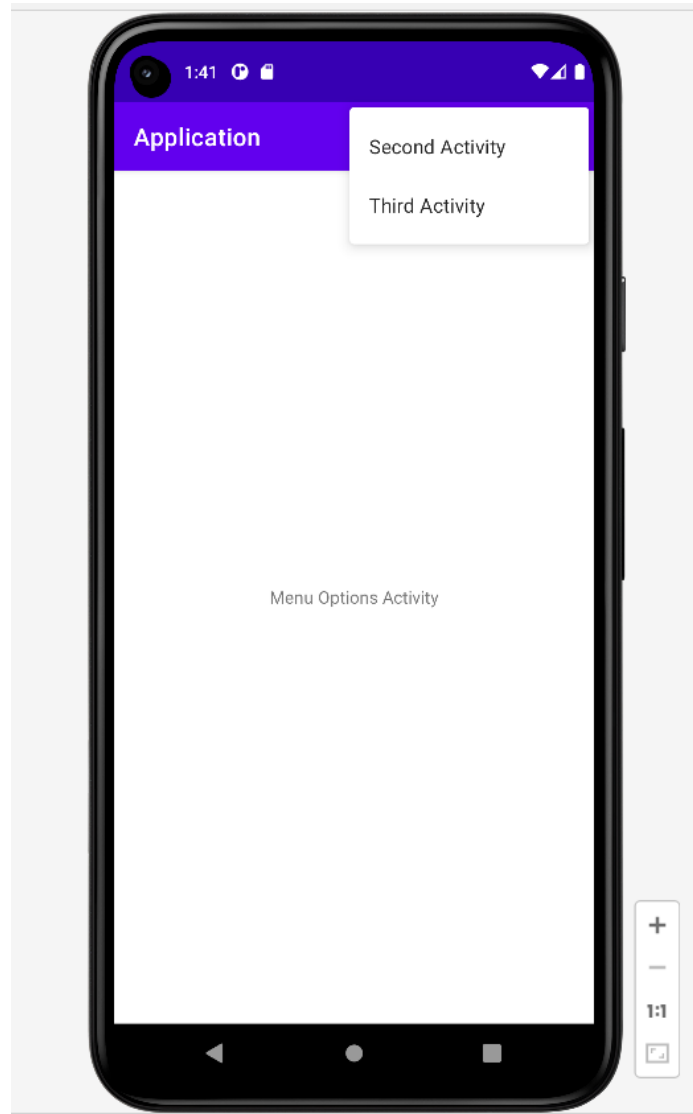 1:41
Application
Second Activity
Third Activity
Menu Options Activity
1:1